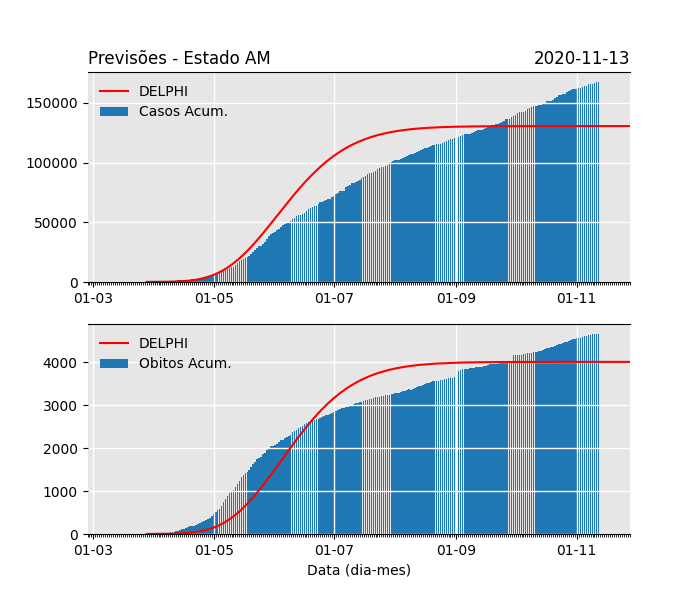 Previsões - Estado AM 2020-11-13
DELPHI
Casos Acum.
150000
100000
50000
0
01-03 01-05 01-07 01-09 01-11
DELPHI
Obitos Acum.
4000
3000
2000
1000
0
01-03 01-05 01-07 01-09 01-11
Data (dia-mes)